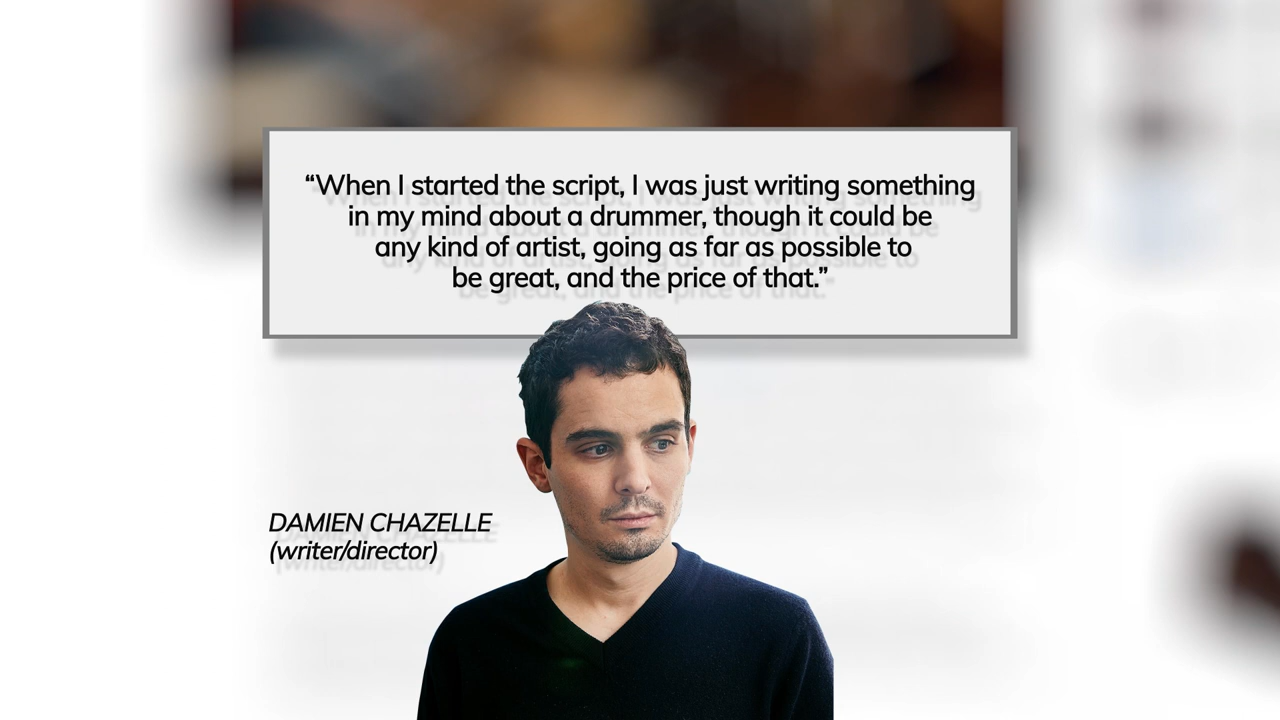 “When I started the script, I was just writing something
in my mind about a drummer, though it could be
any kind of artist, going as far as possible to
be great, and the price of that.”
DAMIEN CHAZELLE
(writer/director)